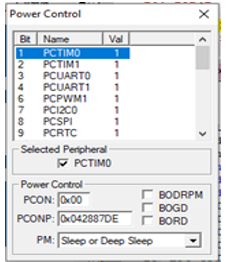 Power Control
Bit Name Val
1 PCTIM0 1
2 PCTIM1 1
3 PCUART0 1
4 PCUART1 1
6 PCPWM1 1
7 PCI2C0 1
8 PCSPI 1
9 PCRTC 1
Selected Peripheral
PCTIM0
Power Control
PCON: 0x00
BODRPM
BOGD
PCONP: 0x042887DE
BORD
PM: Sleep or Deep Sleep